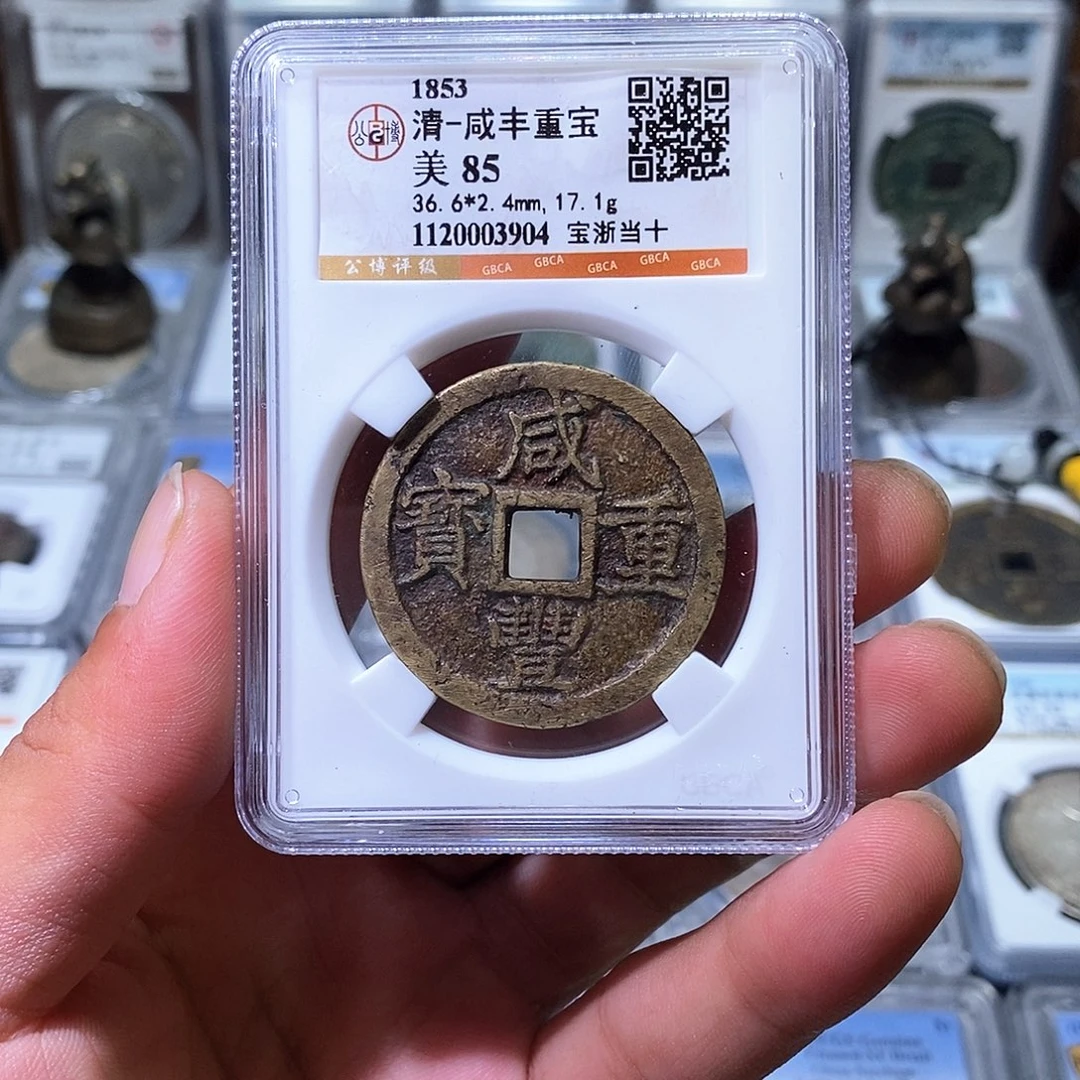 1853
清-咸丰重宝
美 85
36.6*2.4mm, 17.1g
1120003904 宝浙当十
公博评级 GBCA GBCA GBCA GBCA GBCA
咸
寶 重
豐